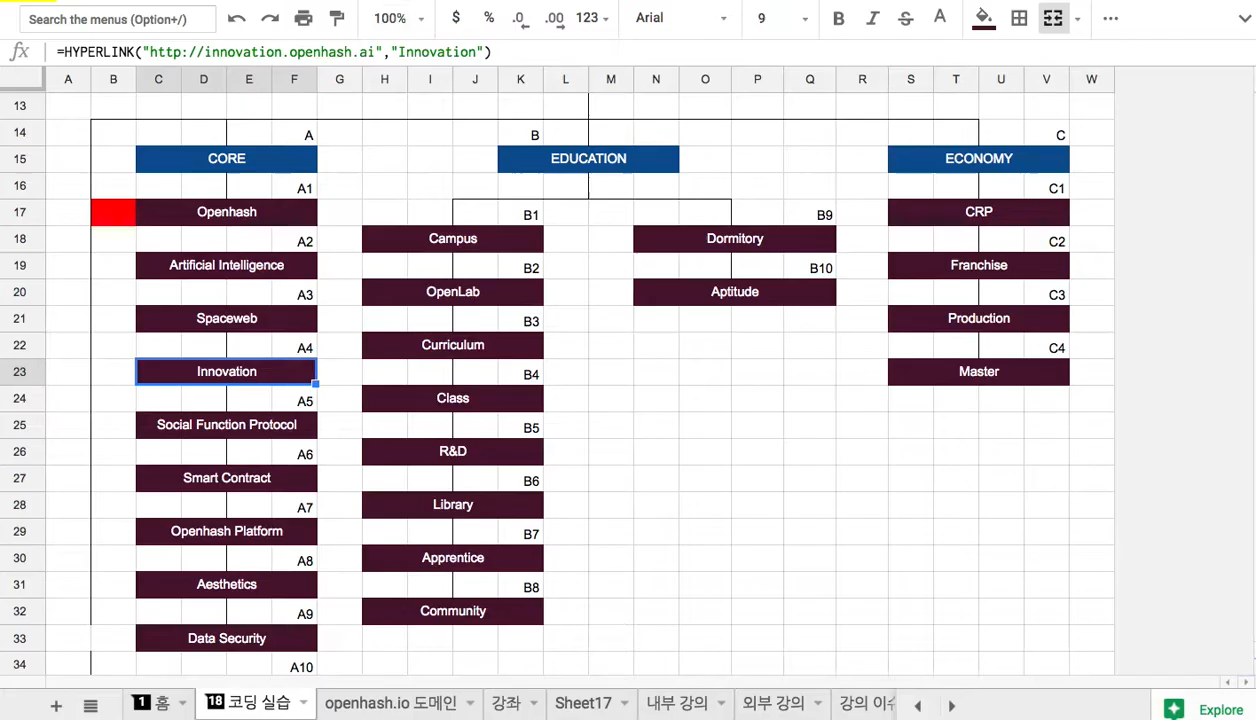 Search the menus (Option+/)
100%
$ % .0 .00 123
Arial
9
B I S A
fx =HYPERLINK("http://innovation.openhash.ai","Innovation")
A B C D E F G H I J K L M N O P Q R S T U V W
13
14 A B C
15 CORE EDUCATION ECONOMY
16 A1 C1
17 Openhash B1 B9 CRP
18 A2 Campus Dormitory C2
19 Artificial Intelligence B2 B10 Franchise
20 A3 OpenLab Aptitude C3
21 Spaceweb B3 Production
22 A4 Curriculum C4
23 Innovation B4 Master
24 A5 Class
25 Social Function Protocol B5
26 A6 R&D
27 Smart Contract B6
28 A7 Library
29 Openhash Platform B7
30 A8 Apprentice
31 Aesthetics B8
32 A9 Community
33 Data Security
34 A10
1 홈
18 코딩 실습
openhash.io 도메인
강좌
Sheet17
내부 강의
외부 강의
강의 이
Explore